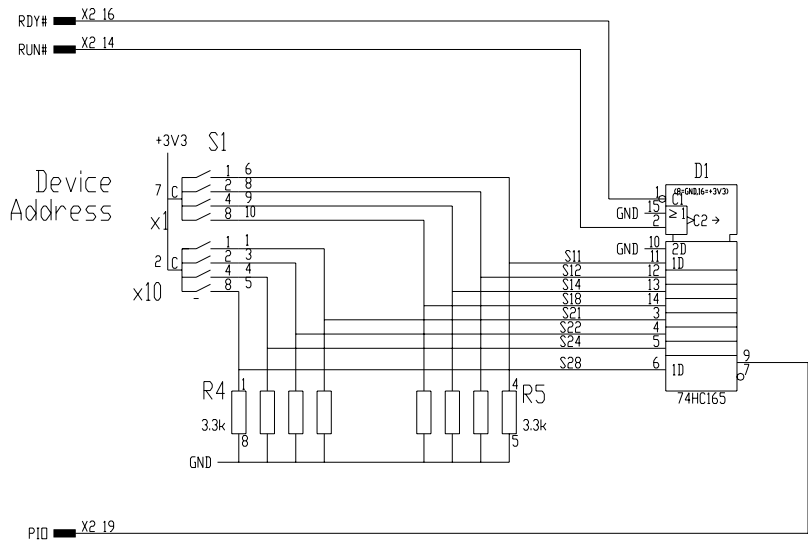 RDY# X2 16
RUN# X2 14
+3V3 S1
Device
Address
x1
7 C
1 6
2 8
4 9
8 10
x10
2 C
1 1
2 3
4 4
8 5
D1
(8=GND,16=+3V3)
1 C1
GND 15 ≥1
2 C2→
GND 10 2D
S11 11 1D
S12 12
S14 13
S18 14
S21 3
S22 4
S24 5
S28 6 1D
9
7
74HC165
R4 1
3.3k
8
4 R5
3.3k
5
GND
PIO X2 19